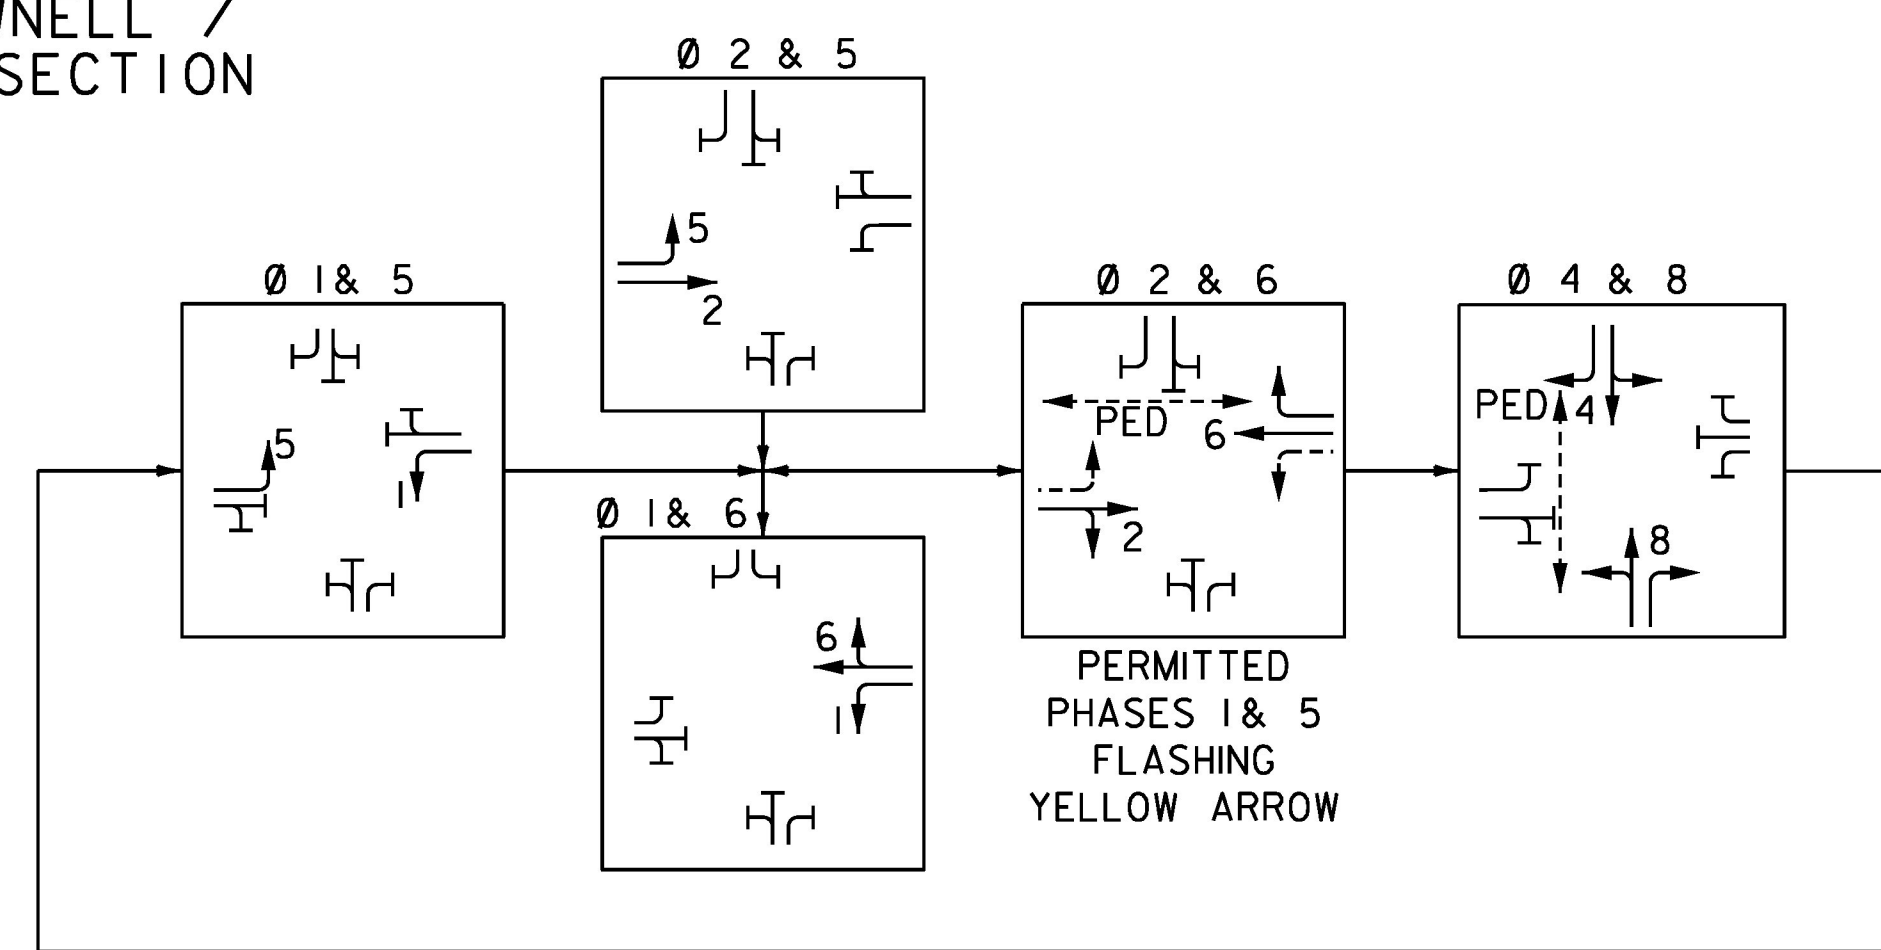 SECTION
Ø 2 & 5
5
2
Ø 1 & 5
5
1
Ø 1 & 6
6
1
Ø 2 & 6
PED
6
2
PERMITTED
PHASES 1 & 5
FLASHING
YELLOW ARROW
Ø 4 & 8
PED
4
8